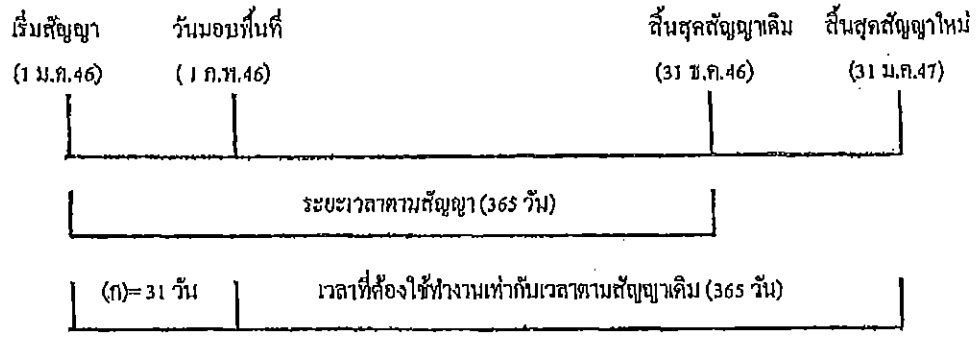 เริ่มสัญญา วันมอบพื้นที่ สิ้นสุดสัญญาเดิม สิ้นสุดสัญญาใหม่
(1 ม.ค.46) (1 ก.พ.46) (31 ธ.ค.46) (31 ม.ค.47)
ระยะเวลาตามสัญญา (365 วัน)
(ก)= 31 วัน เวลาที่ต้องใช้ทำงานเท่ากับเวลาตามสัญญาเดิม (365 วัน)